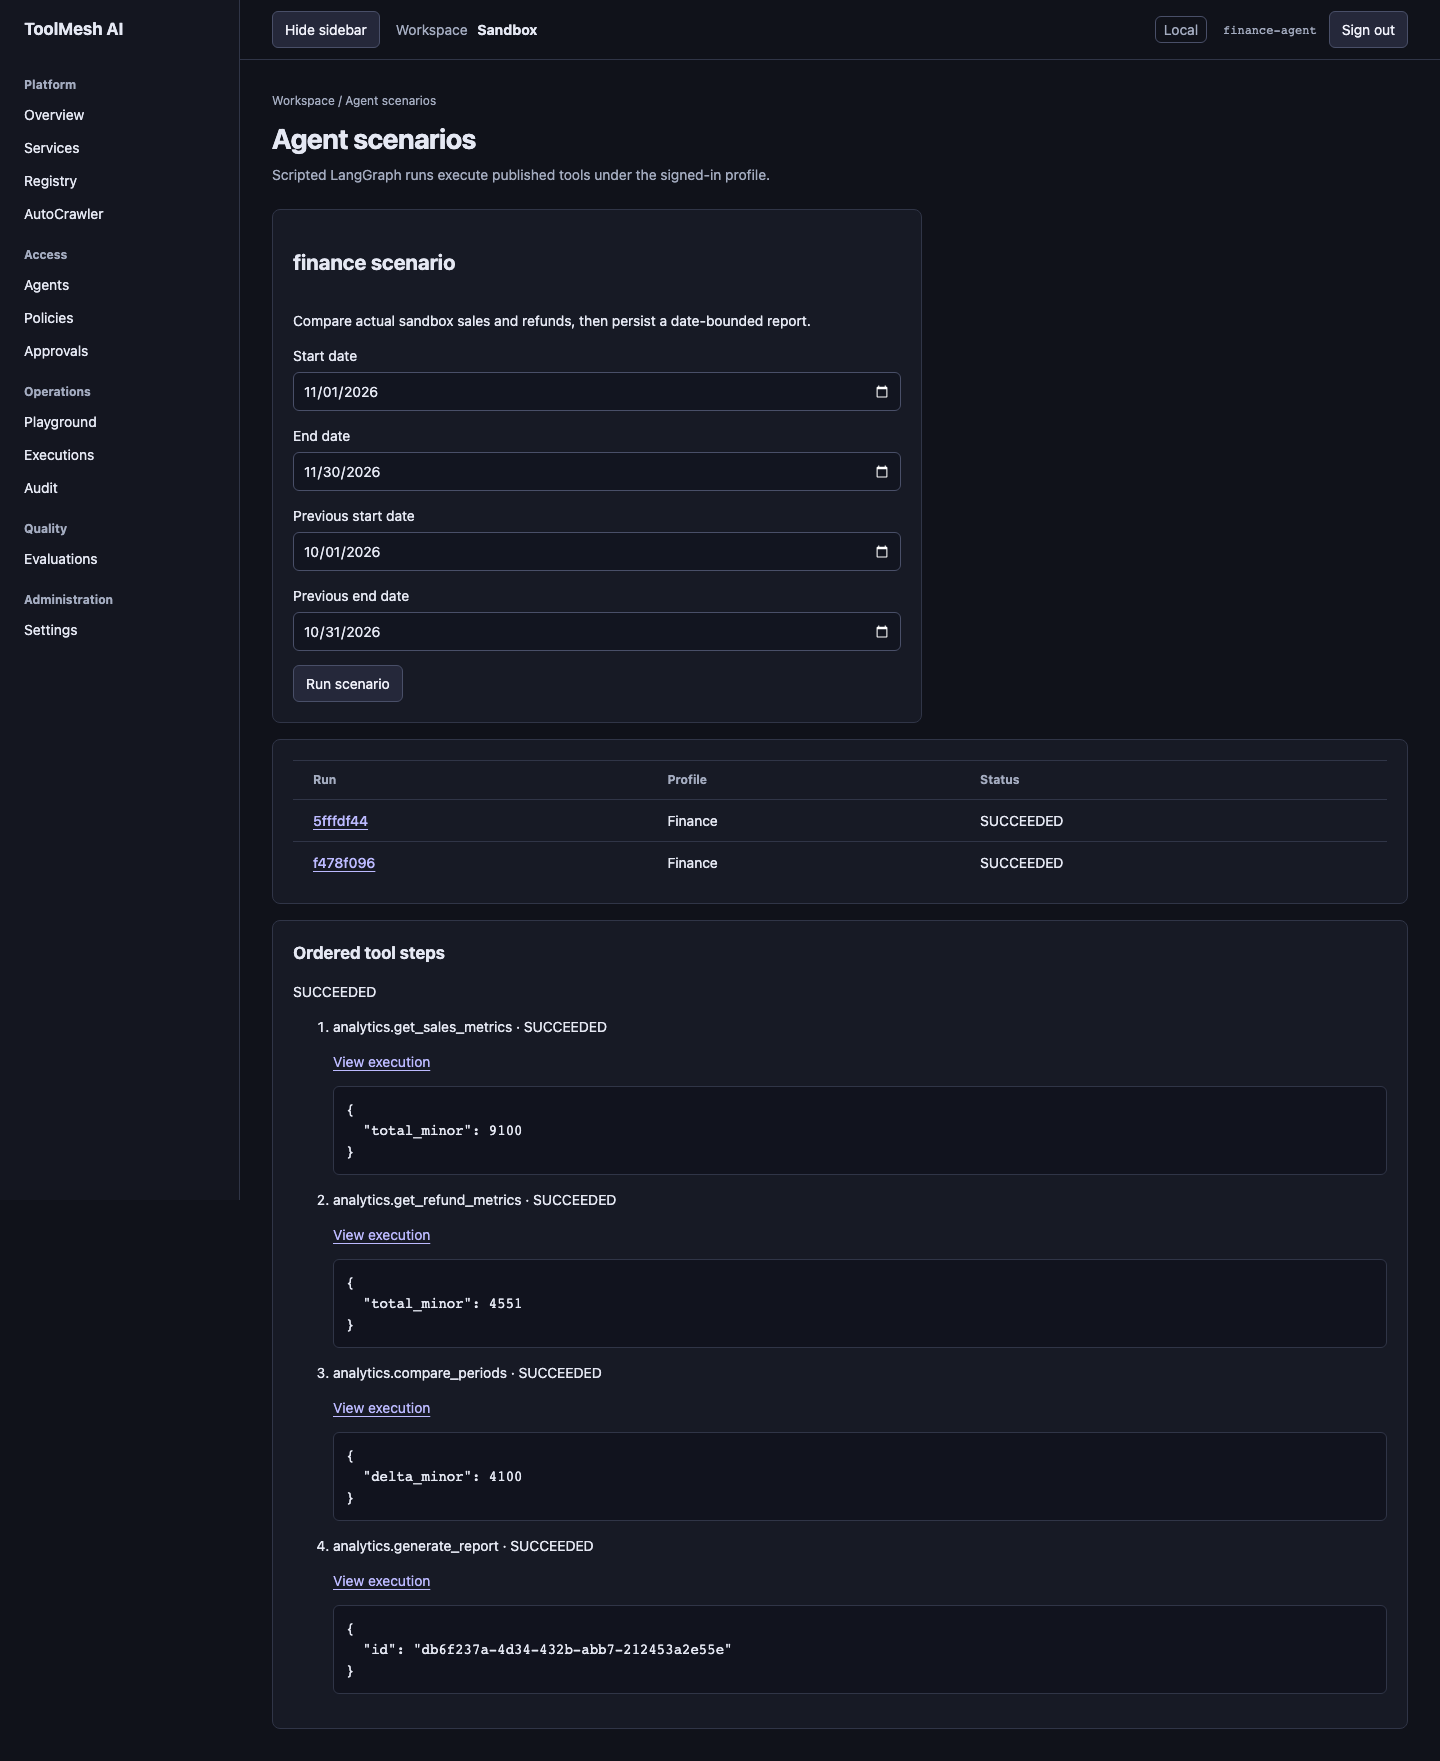 ToolMesh AI
Platform
Overview
Services
Registry
AutoCrawler
Access
Agents
Policies
Approvals
Operations
Playground
Executions
Audit
Quality
Evaluations
Administration
Settings
Hide sidebar Workspace Sandbox Local finance-agent Sign out
Workspace / Agent scenarios
Agent scenarios
Scripted LangGraph runs execute published tools under the signed-in profile.
finance scenario
Compare actual sandbox sales and refunds, then persist a date-bounded report.
Start date
11/01/2026
End date
11/30/2026
Previous start date
10/01/2026
Previous end date
10/31/2026
Run scenario
Run Profile Status
5fffdf44 Finance SUCCEEDED
f478f096 Finance SUCCEEDED
Ordered tool steps
SUCCEEDED
1. analytics.get_sales_metrics · SUCCEEDED
View execution
{
"total_minor": 9100
}
2. analytics.get_refund_metrics · SUCCEEDED
View execution
{
"total_minor": 4551
}
3. analytics.compare_periods · SUCCEEDED
View execution
{
"delta_minor": 4100
}
4. analytics.generate_report · SUCCEEDED
View execution
{
"id": "db6f237a-4d34-432b-abb7-212453a2e55e"
}